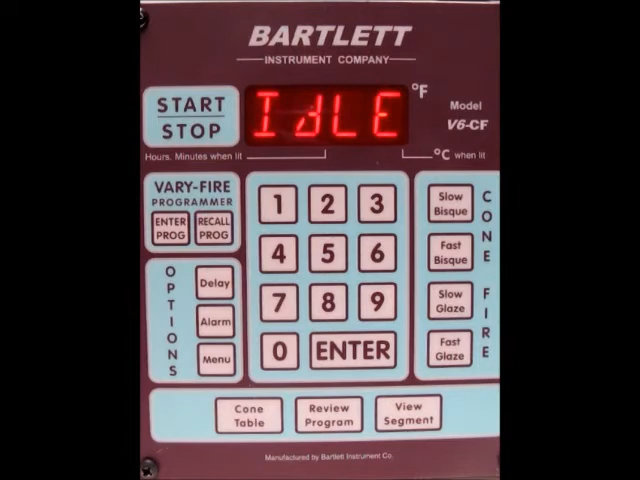 BARTLETT
INSTRUMENT COMPANY
START
STOP
IdLE
°F
Model
V6-CF
Hours. Minutes when lit
°C when lit
VARY-FIRE
PROGRAMMER
ENTER PROG
RECALL PROG
1 2 3
4 5 6
7 8 9
0 ENTER
OPTIONS
Delay
Alarm
Menu
Slow Bisque
Fast Bisque
Slow Glaze
Fast Glaze
CONE FIRE
Cone Table
Review Program
View Segment
Manufactured by Bartlett Instrument Co.